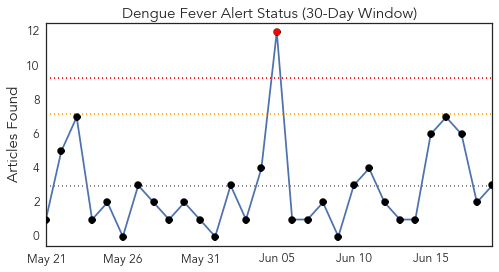 Dengue Fever Alert Status (30-Day Window)
Articles Found
12
10
8
6
4
2
0
May 21 May 26 May 31 Jun 05 Jun 10 Jun 15